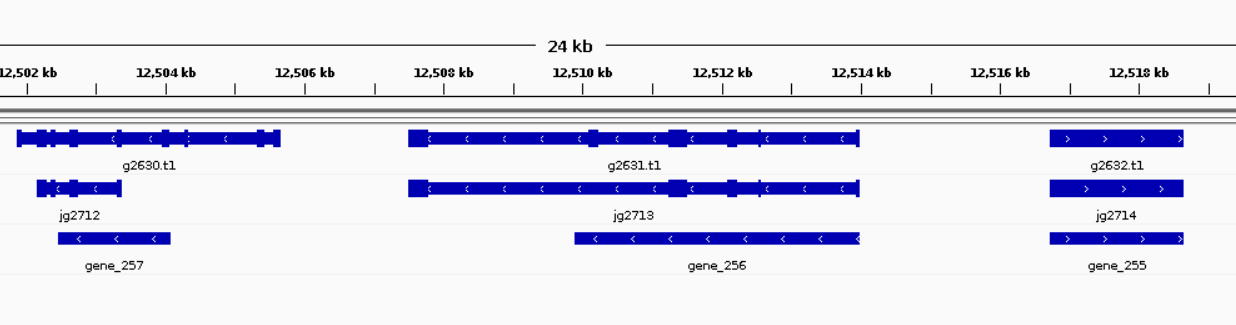 24 kb
12,502 kb 12,504 kb 12,506 kb 12,508 kb 12,510 kb 12,512 kb 12,514 kb 12,516 kb 12,518 kb
g2630.t1 g2631.t1 g2632.t1
jg2712 jg2713 jg2714
gene_257 gene_256 gene_255